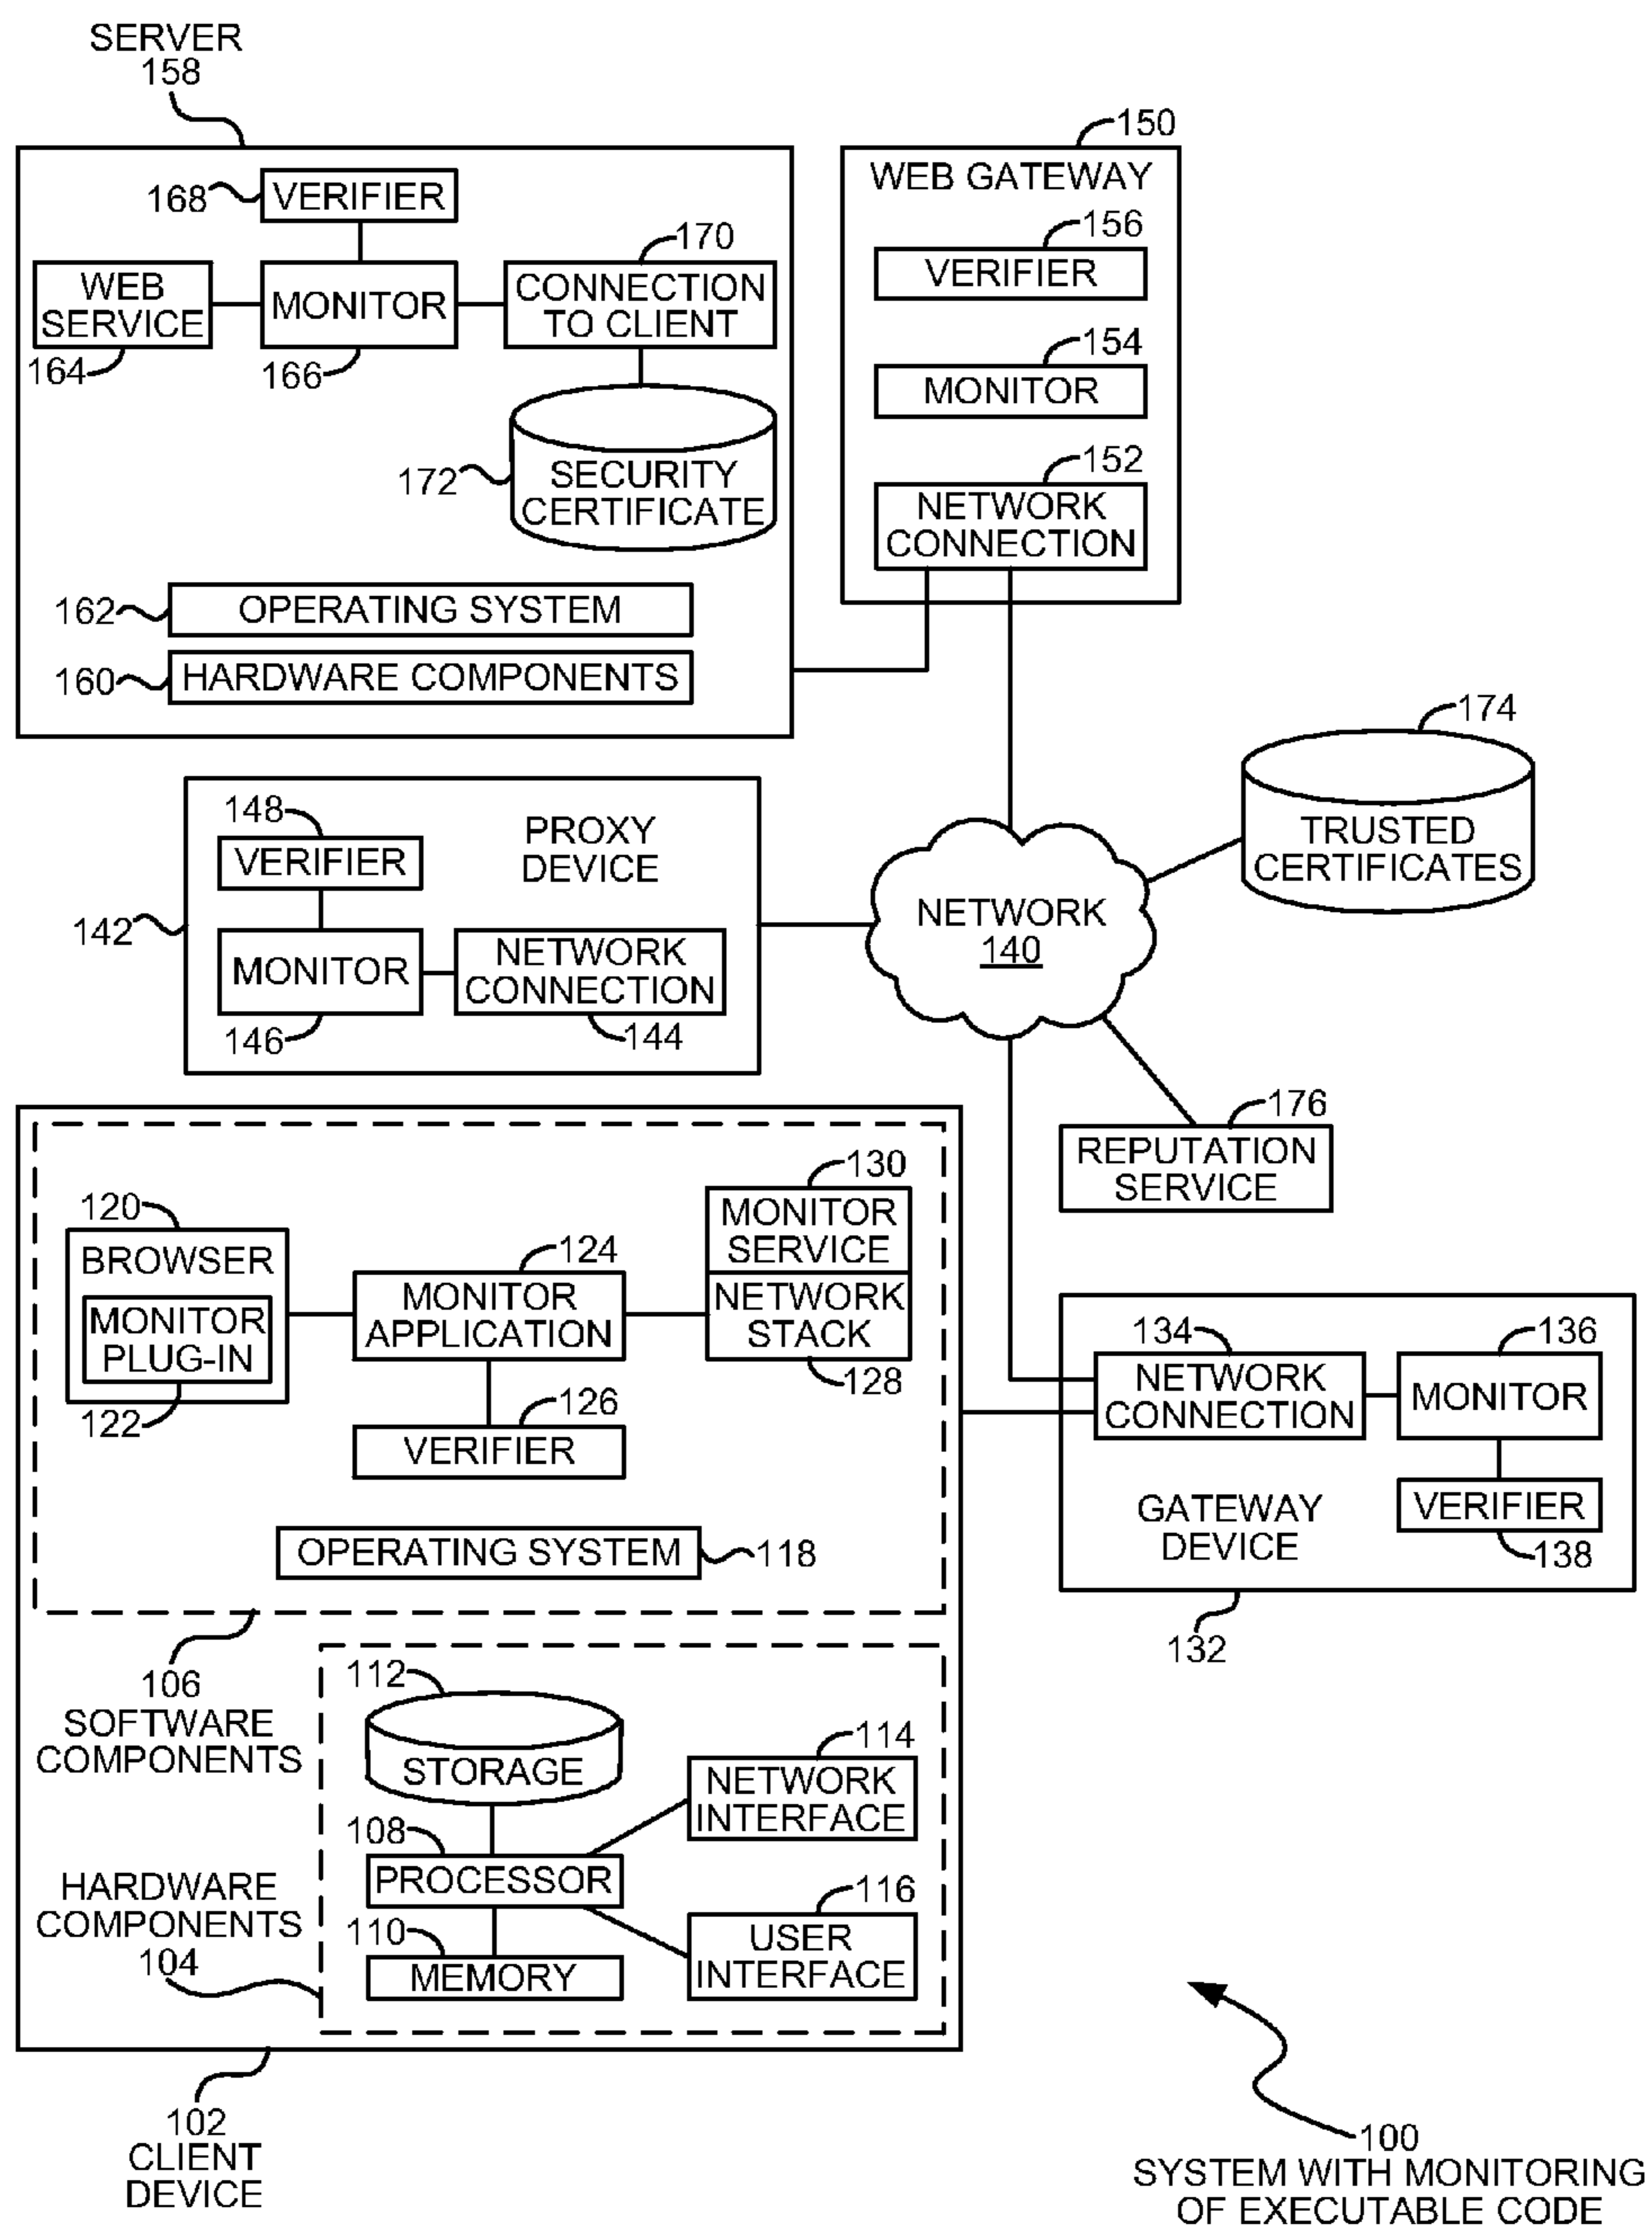 SERVER
158
168
VERIFIER
WEB
SERVICE
164
MONITOR
166
170
CONNECTION
TO CLIENT
172
SECURITY
CERTIFICATE
162
OPERATING SYSTEM
160
HARDWARE COMPONENTS
150
WEB GATEWAY
156
VERIFIER
154
MONITOR
152
NETWORK
CONNECTION
174
TRUSTED
CERTIFICATES
148
VERIFIER
PROXY
DEVICE
142
MONITOR
146
NETWORK
CONNECTION
144
NETWORK
140
176
REPUTATION
SERVICE
120
BROWSER
MONITOR
PLUG-IN
122
124
MONITOR
APPLICATION
126
VERIFIER
130
MONITOR
SERVICE
NETWORK
STACK
128
OPERATING SYSTEM
118
134
NETWORK
CONNECTION
136
MONITOR
GATEWAY
DEVICE
VERIFIER
138
132
106
SOFTWARE
COMPONENTS
112
STORAGE
114
NETWORK
INTERFACE
108
PROCESSOR
HARDWARE
COMPONENTS
104
110
MEMORY
116
USER
INTERFACE
102
CLIENT
DEVICE
100
SYSTEM WITH MONITORING
OF EXECUTABLE CODE